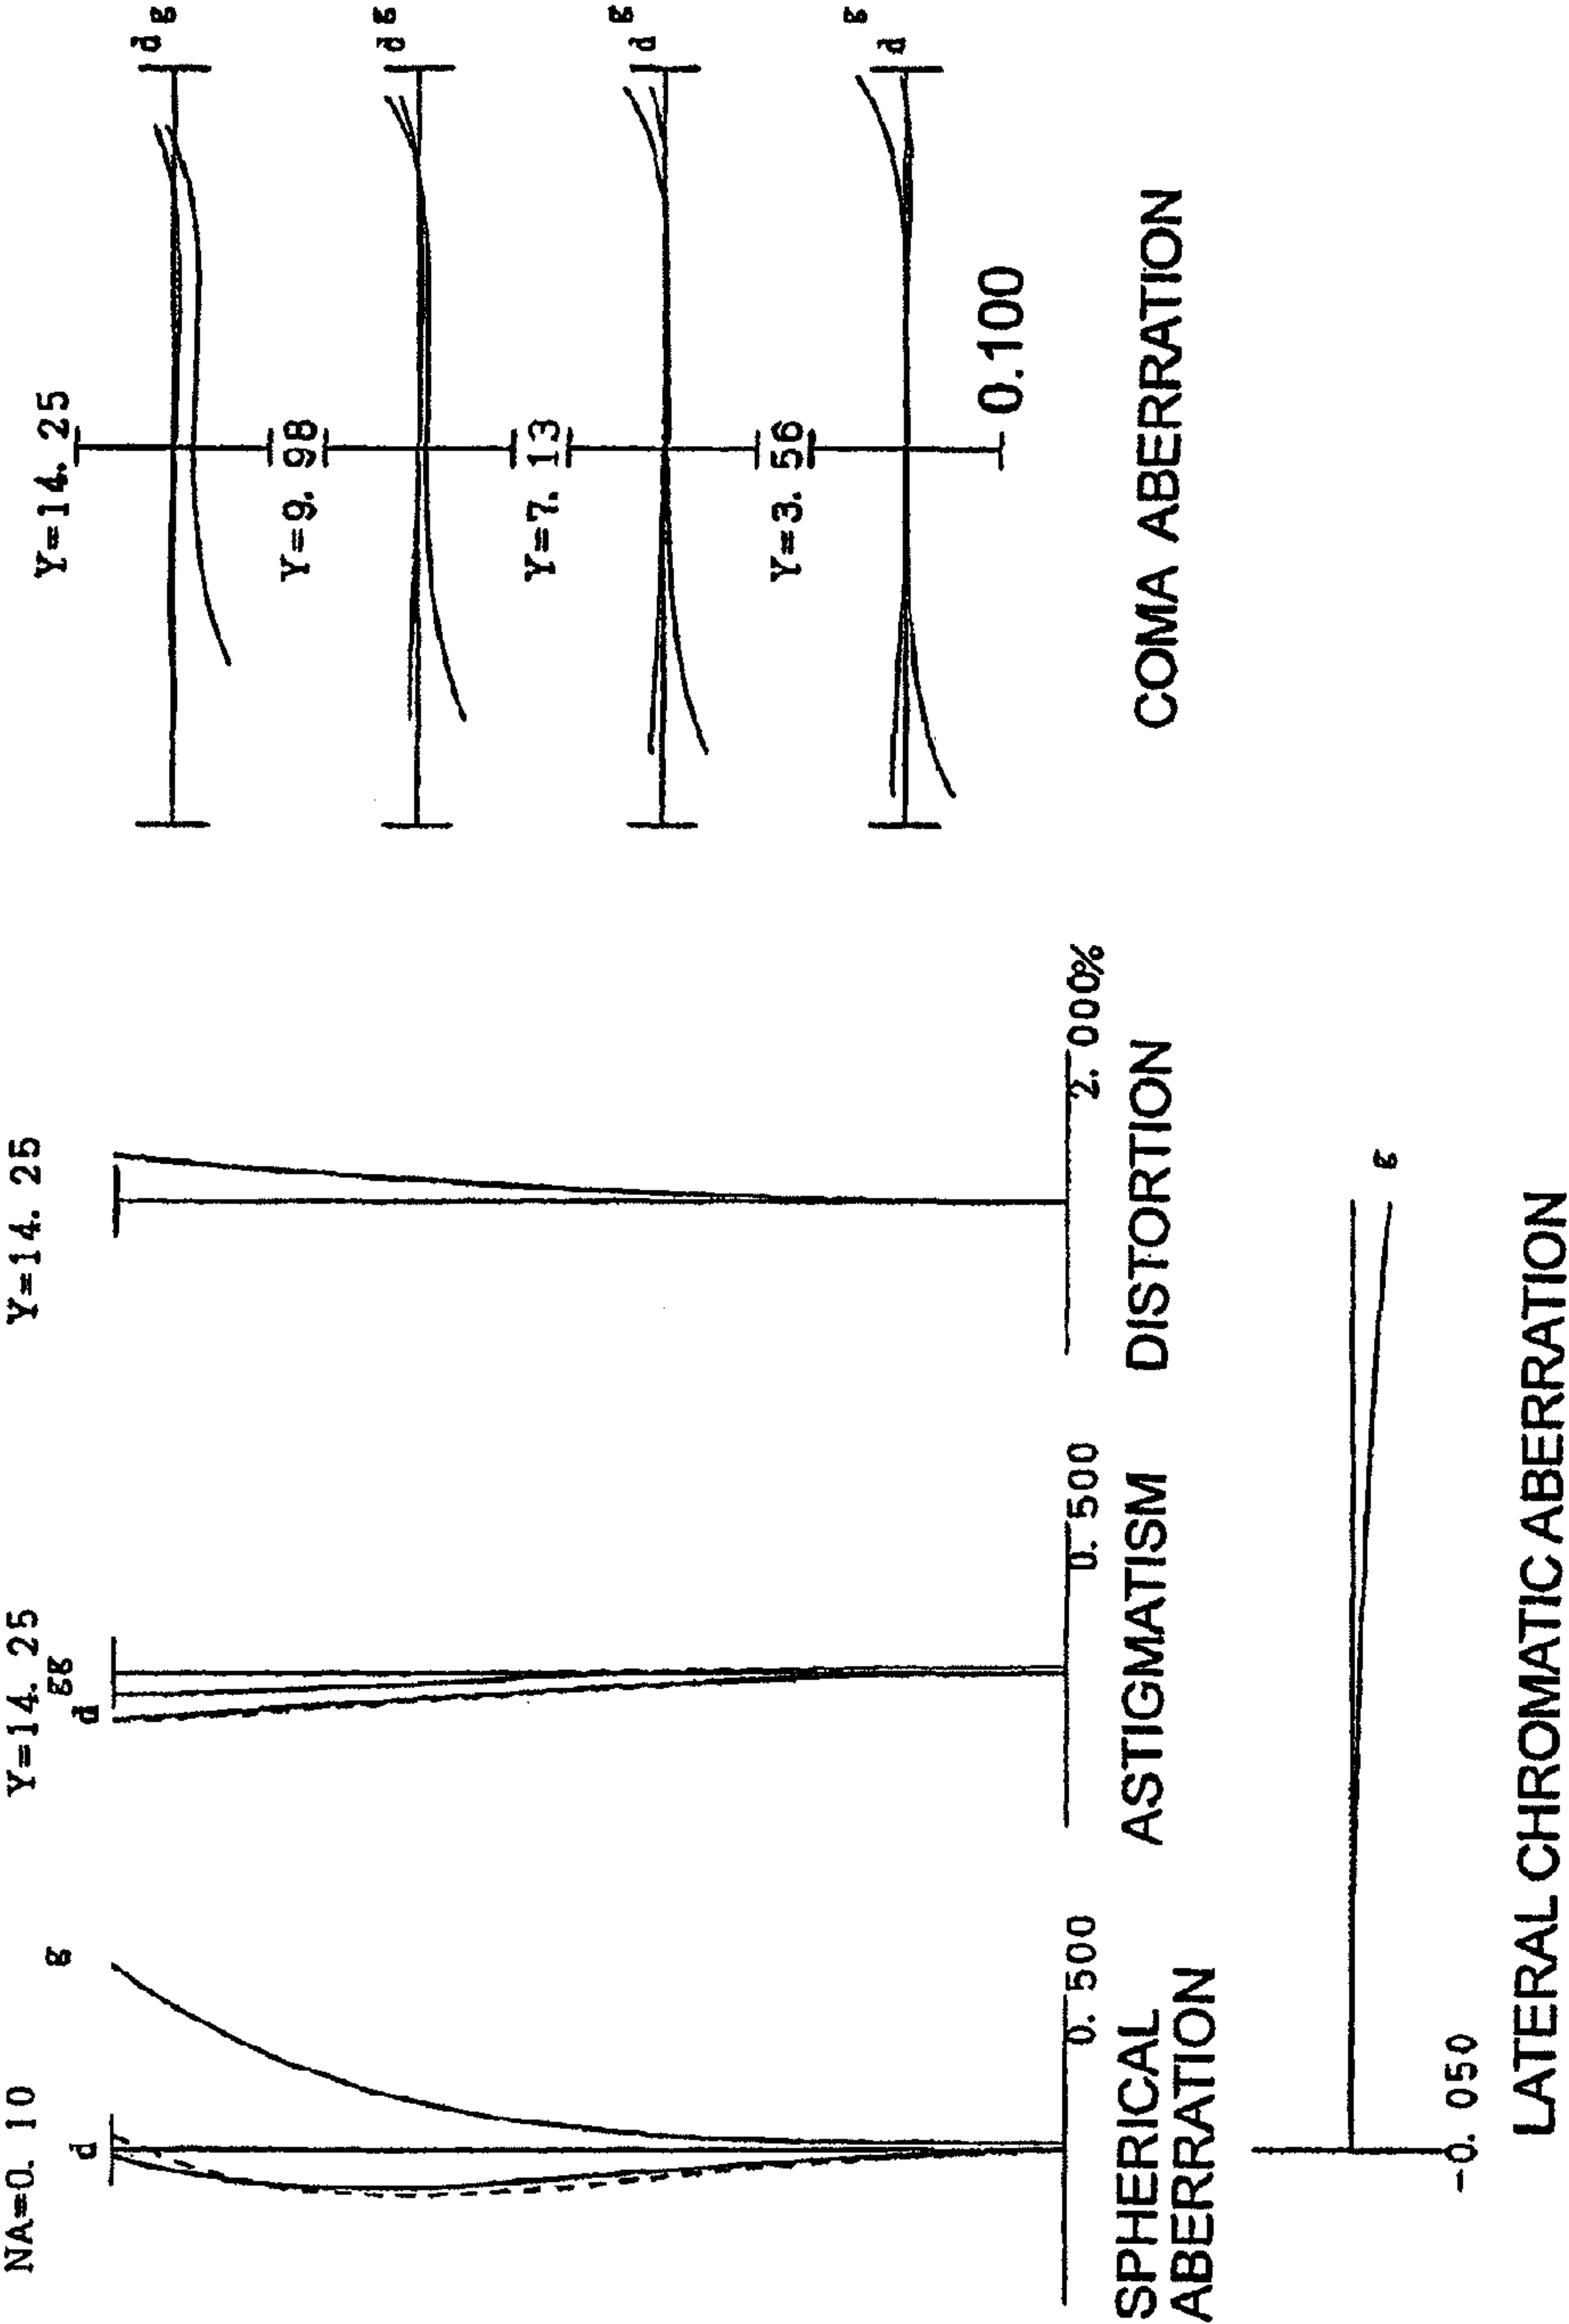 NA=0. 10
d
g
0. 500
SPHERICAL
ABERRATION
Y=14. 25
d
gg
0. 500
ASTIGMATISM
Y=14. 25
2. 000%
DISTORTION
Y=14. 25
d g
Y=9. 98
d g
Y=7. 13
d g
Y=3. 56
d g
0.100
COMA ABERRATION
g
-0. 050
LATERAL CHROMATIC ABERRATION